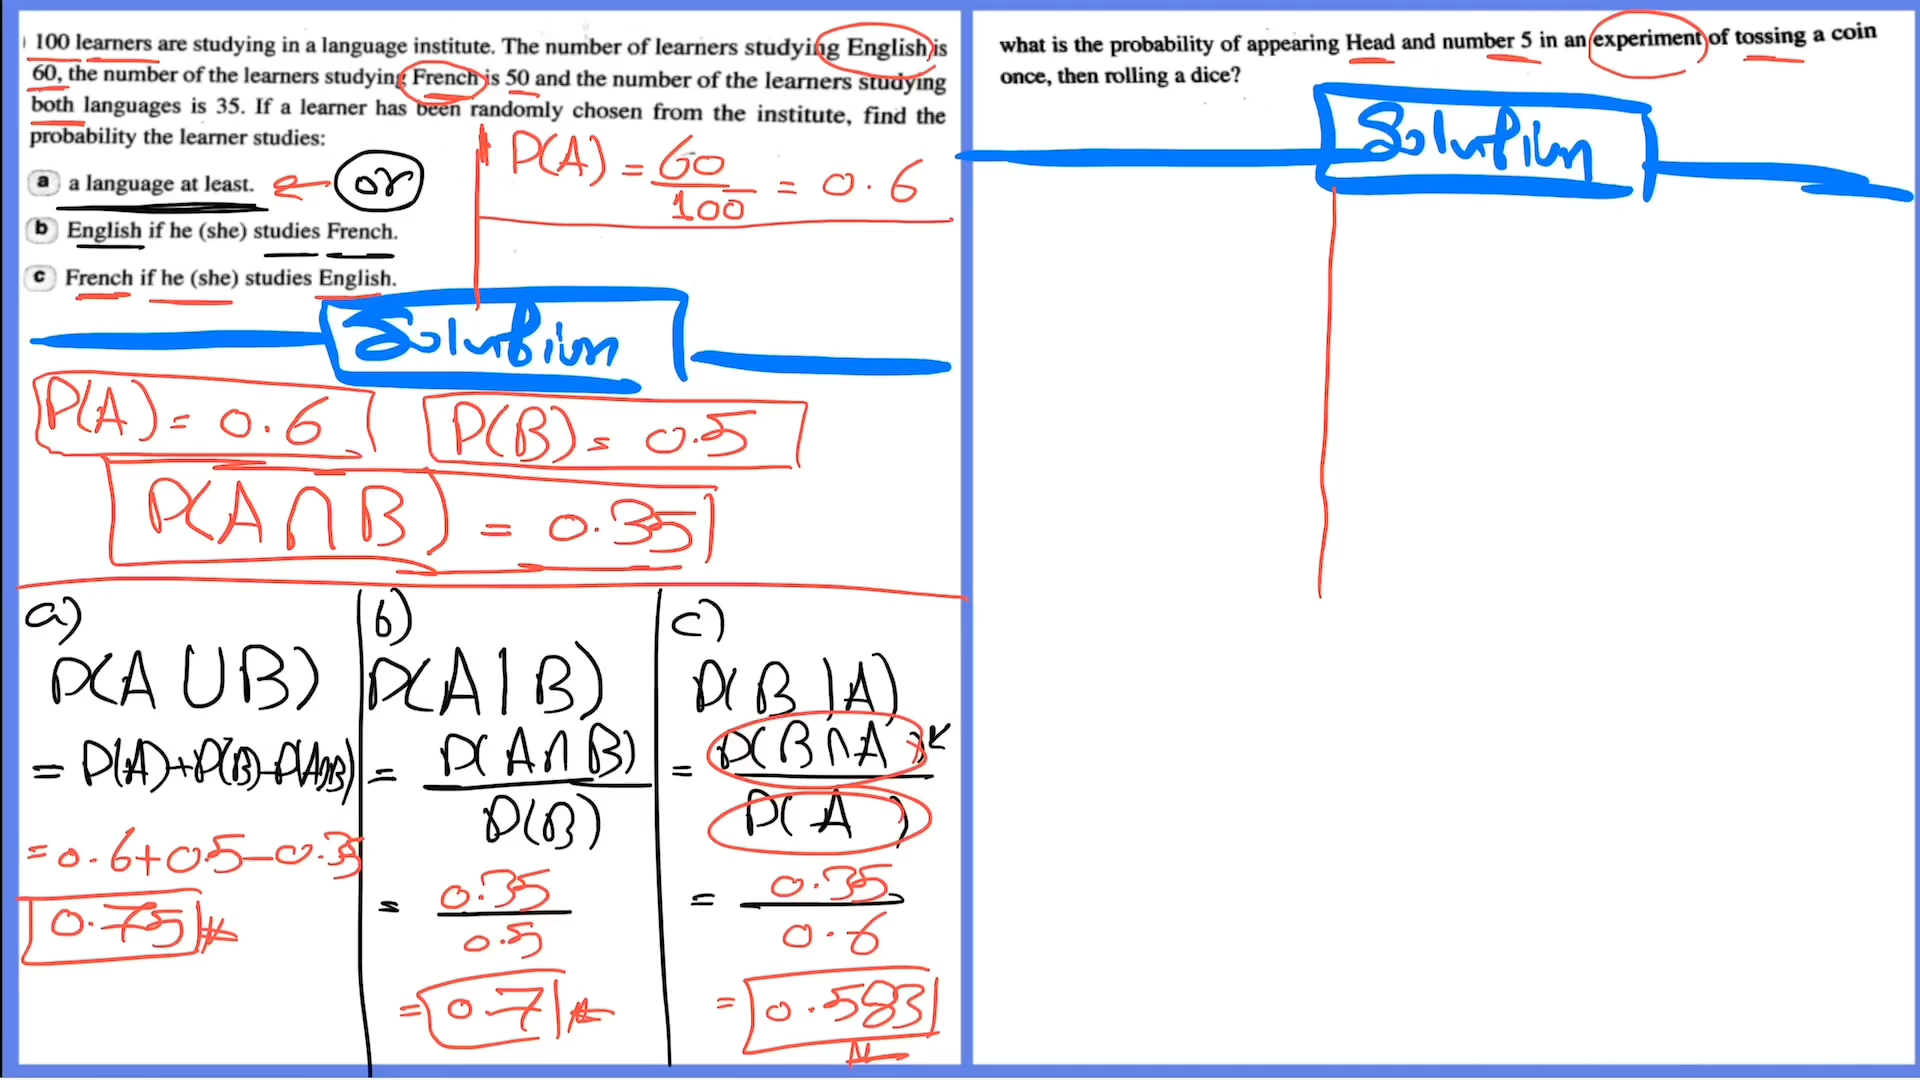 100 learners are studying in a language institute. The number of learners studying English is
60, the number of the learners studying French is 50 and the number of the learners studying
both languages is 35. If a learner has been randomly chosen from the institute, find the
probability the learner studies:
a a language at least. or
b English if he (she) studies French.
c French if he (she) studies English.
P(A) = 60/100 = 0.6
Solution
P(A) = 0.6 P(B) = 0.5
P(A ∩ B) = 0.35
a)
P(A ∪ B)
= P(A)+P(B)-P(A∩B)
= 0.6+0.5-0.35
0.75
b)
P(A | B)
= P(A ∩ B)
P(B)
= 0.35
0.5
= 0.7
c)
P(B | A)
= P(B ∩ A)
P(A)
= 0.35
0.6
= 0.583
what is the probability of appearing Head and number 5 in an experiment of tossing a coin
once, then rolling a dice?
Solution